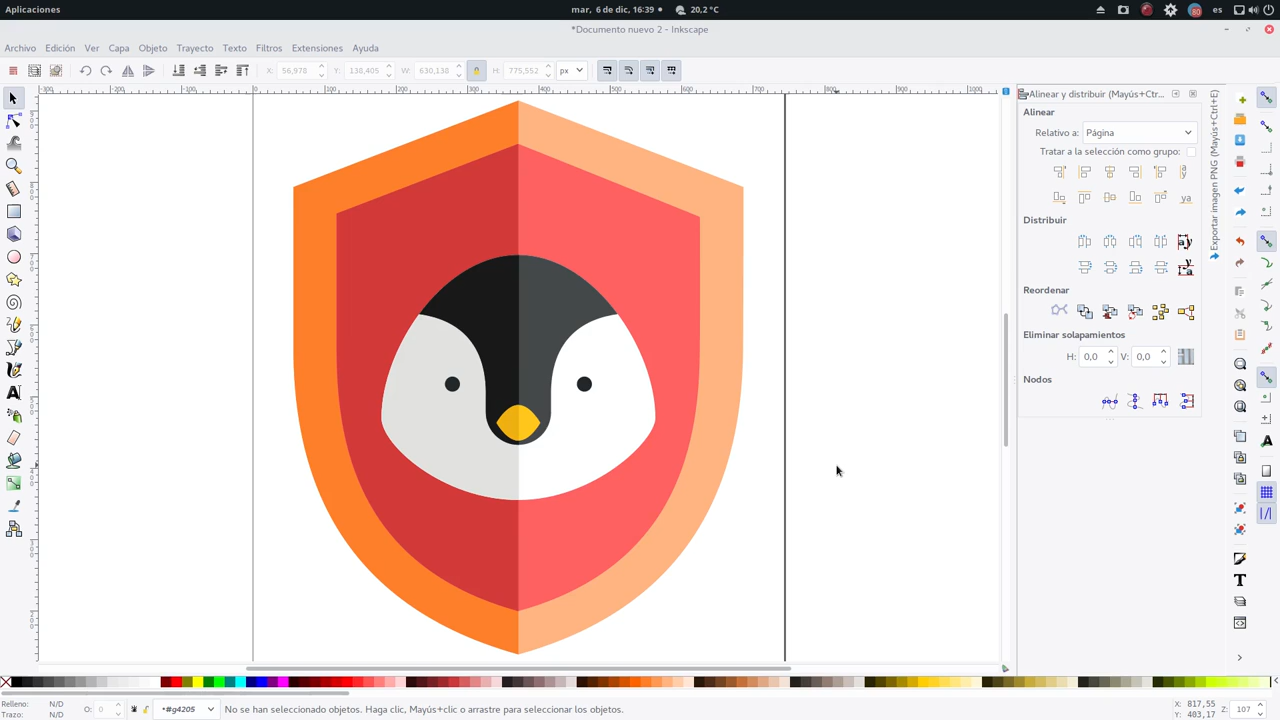 Aplicaciones
mar, 6 de dic, 16:39
20,2 °C
80
es
*Documento nuevo 2 - Inkscape
Archivo Edición Ver Capa Objeto Trayecto Texto Filtros Extensiones Ayuda
X: 56,978 Y: 138,405 W: 630,138 H: 775,552 px
Alinear y distribuir (Mayús+Ctr...
Alinear
Relativo a: Página
Tratar a la selección como grupo:
Distribuir
Reordenar
Eliminar solapamientos
H: 0,0 V: 0,0
Nodos
Exportar imagen PNG (Mayús+Ctrl+E)
Relleno: N/D
Trazo: N/D
O: 0
•#g4205
No se han seleccionado objetos. Haga clic, Mayús+clic o arrastre para seleccionar los objetos.
X: 817,55
Y: 403,17
Z: 107